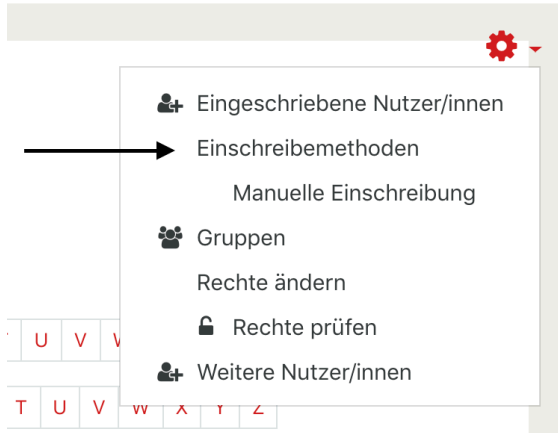 Eingeschriebene Nutzer/innen
Einschreibemethoden
Manuelle Einschreibung
Gruppen
Rechte ändern
Rechte prüfen
Weitere Nutzer/innen
U V
T U V W X Y Z